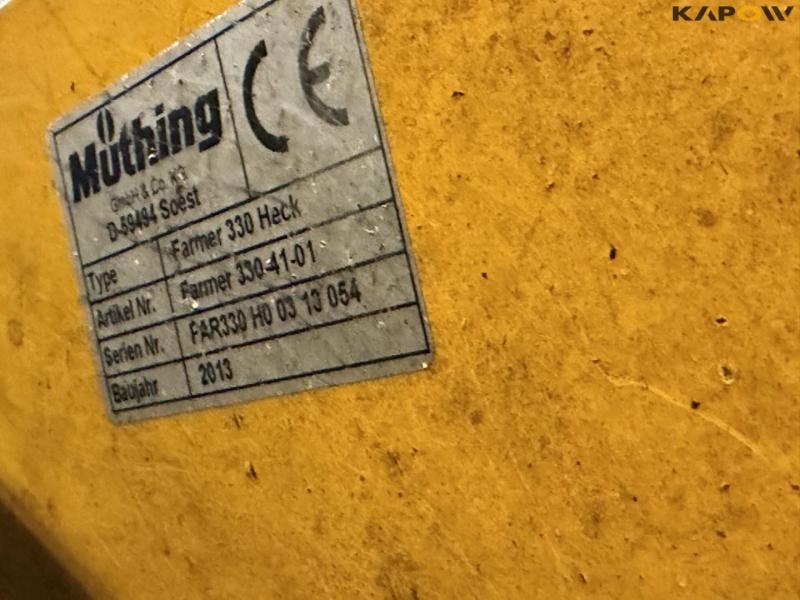 KAPOW
Müthing
CE
GmbH & Co. KG
D-59494 Soest
Type Farmer 330 Heck
Artikel Nr. Farmer 330-41-01
Serien Nr. FAR330 H0 03 13 054
Baujahr 2013